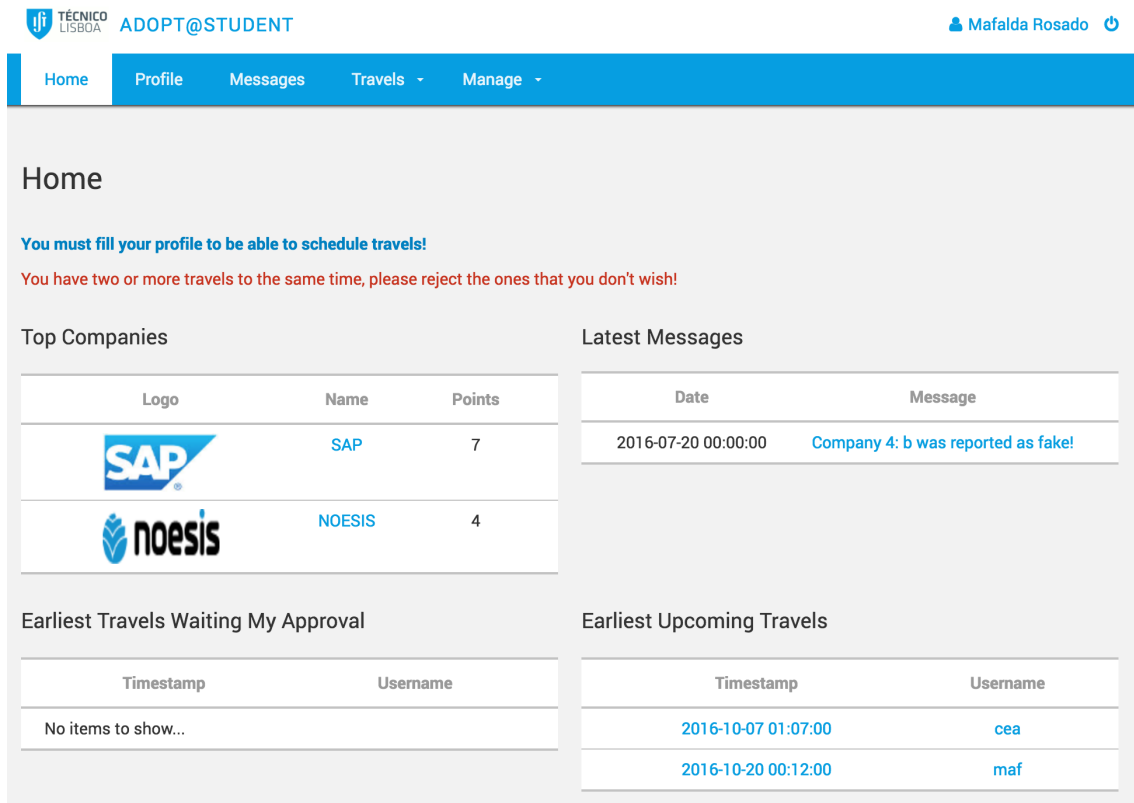 TÉCNICO
LISBOA
ADOPT@STUDENT
Mafalda Rosado
Home Profile Messages Travels Manage
Home
You must fill your profile to be able to schedule travels!
You have two or more travels to the same time, please reject the ones that you don't wish!
Top Companies
Logo Name Points
SAP SAP 7
noesis NOESIS 4
Latest Messages
Date Message
2016-07-20 00:00:00 Company 4: b was reported as fake!
Earliest Travels Waiting My Approval
Timestamp Username
No items to show...
Earliest Upcoming Travels
Timestamp Username
2016-10-07 01:07:00 cea
2016-10-20 00:12:00 maf